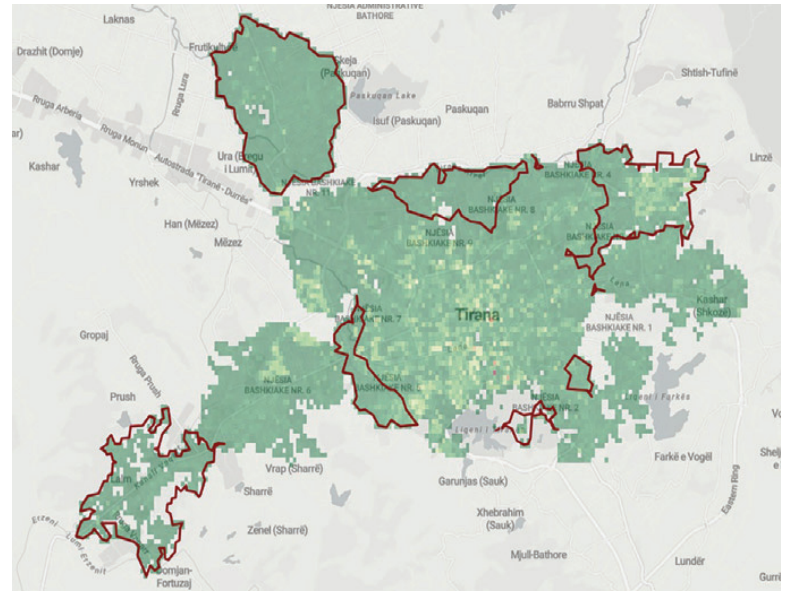 NJËSIA ADMINISTRATIVE
BATHORE
Laknas
Drazhit (Domje)
Frutikulturë
Skeja
(Paskuqan)
Shtish-Tufinë
Rruga Lura
Paskuqan Lake
Rruga Arberia
Paskuqan
Babrru Shpat
Isuf (Paskuqan)
Rruga Monun
Autostrada "Tiranë - Durrës"
Ura (Bregu
i Lumit)
Linzë
Kashar
Yrshek
NJËSIA BASHKIAKE
NR. 11
BASHKIAKE NR. 4
Han (Mëzez)
NJËSIA
BASHKIAKE NR. 8
Mëzez
NJËSIA
BASHKIAKE NR. 9
Kashar
(Shkozë)
Tirana
NJËSIA
BASHKIAKE NR. 7
NJËSIA
BASHKIAKE NR. 1
Gropaj
Rruga Prush
NJËSIA
BASHKIAKE NR. 6
NJËSIA
Prush
NJËSIA
BASHKIAKE NR. 2
Liqeni i Farkës
Vrap (Sharrë)
Farkë e Vogël
Garunjas (Sauk)
Sharrë
Eastern Ring
Xhebrahim
(Sauk)
Erzeni
Zenel (Sharrë)
Lumi Erzenit
Mjull-Bathore
Lundër
Domjan-
Fortuzaj